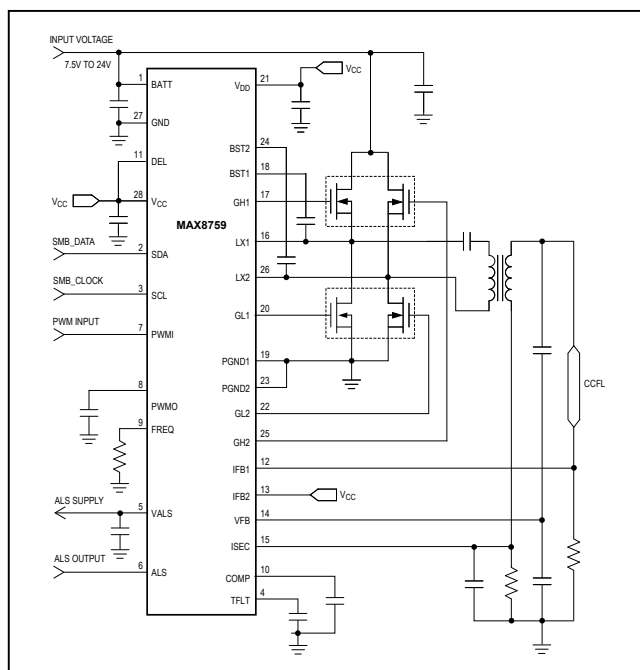 INPUT VOLTAGE
7.5V TO 24V
1
BATT
27
GND
11
DEL
VCC
28
VCC
SMB_DATA
2
SDA
SMB_CLOCK
3
SCL
PWM INPUT
7
PWMI
8
PWMO
9
FREQ
ALS SUPPLY
5
VALS
ALS OUTPUT
6
ALS
MAX8759
VDD
21
VCC
BST2
24
BST1
18
GH1
17
LX1
16
LX2
26
GL1
20
PGND1
19
PGND2
23
GL2
22
GH2
25
IFB1
12
IFB2
13
VCC
VFB
14
ISEC
15
COMP
10
TFLT
4
CCFL